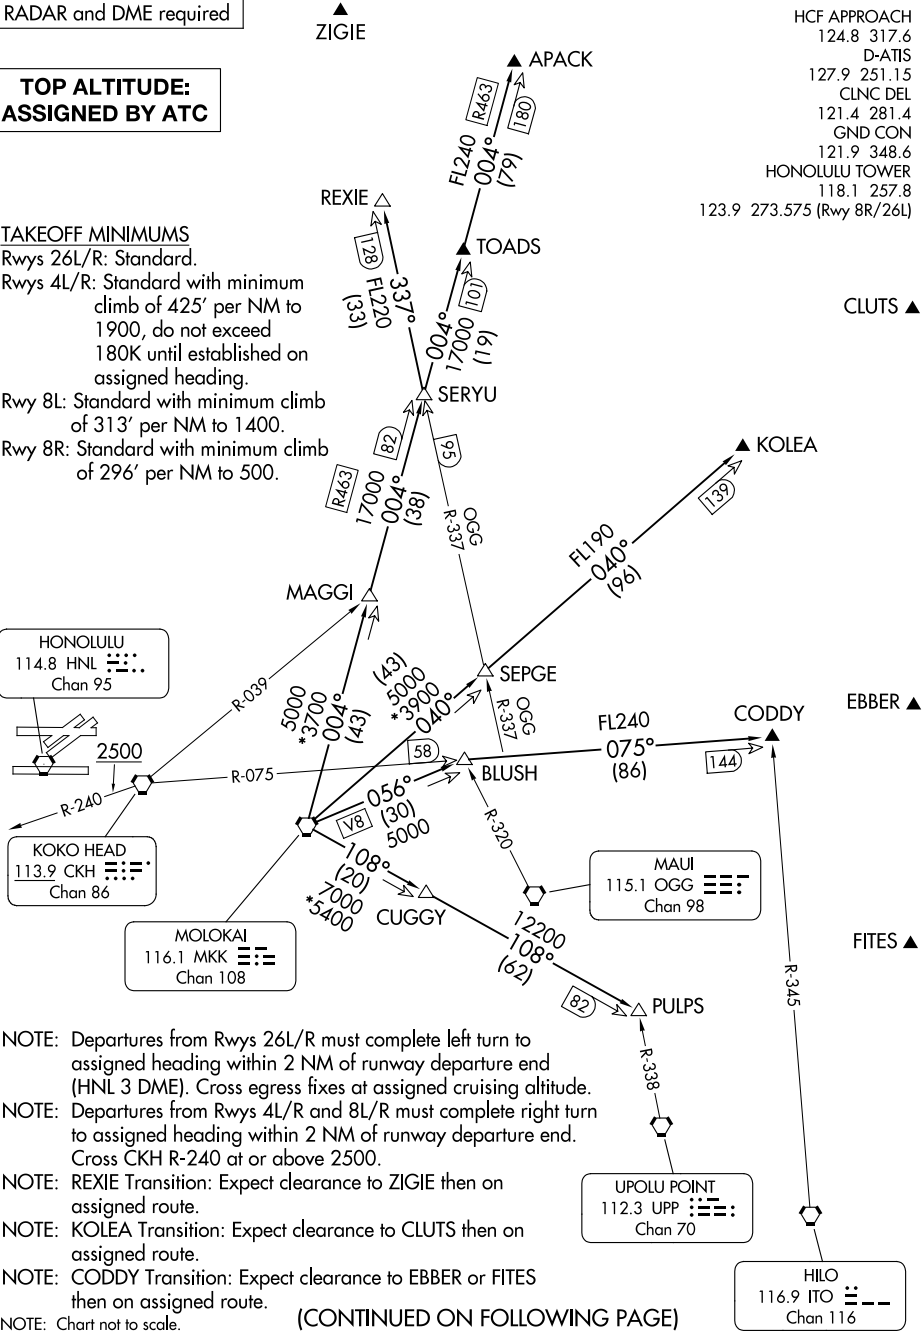 RADAR and DME required
ZIGIE
HCF APPROACH
124.8 317.6
D-ATIS
127.9 251.15
CLNC DEL
121.4 281.4
GND CON
121.9 348.6
HONOLULU TOWER
118.1 257.8
123.9 273.575 (Rwy 8R/26L)
TOP ALTITUDE:
ASSIGNED BY ATC
APACK
R463
180
FL240
004°
(79)
REXIE
128
FL220
(33)
337°
TOADS
101
004°
17000
(19)
TAKEOFF MINIMUMS
Rwys 26L/R: Standard.
Rwys 4L/R: Standard with minimum
climb of 425' per NM to
1900, do not exceed
180K until established on
assigned heading.
Rwy 8L: Standard with minimum climb
of 313' per NM to 1400.
Rwy 8R: Standard with minimum climb
of 296' per NM to 500.
CLUTS
SERYU
82
95
R463
17000
004°
(38)
OGG
R-337
KOLEA
139
FL190
040°
(96)
MAGGI
HONOLULU
114.8 HNL
Chan 95
R-039
5000
*3700
004°
(43)
(43)
5000
*3900
040°
SEPGE
OGG
R-337
EBBER
CODDY
FL240
075°
(86)
144
2500
R-240
R-075
58
BLUSH
056°
(30)
5000
V8
R-320
KOKO HEAD
113.9 CKH
Chan 86
108°
(20)
7000
*5400
CUGGY
MAUI
115.1 OGG
Chan 98
MOLOKAI
116.1 MKK
Chan 108
12200
108°
(62)
82
PULPS
FITES
R-345
R-338
NOTE: Departures from Rwys 26L/R must complete left turn to
assigned heading within 2 NM of runway departure end
(HNL 3 DME). Cross egress fixes at assigned cruising altitude.
NOTE: Departures from Rwys 4L/R and 8L/R must complete right turn
to assigned heading within 2 NM of runway departure end.
Cross CKH R-240 at or above 2500.
NOTE: REXIE Transition: Expect clearance to ZIGIE then on
assigned route.
NOTE: KOLEA Transition: Expect clearance to CLUTS then on
assigned route.
NOTE: CODDY Transition: Expect clearance to EBBER or FITES
then on assigned route.
NOTE: Chart not to scale.
UPOLU POINT
112.3 UPP
Chan 70
HILO
116.9 ITO
Chan 116
(CONTINUED ON FOLLOWING PAGE)